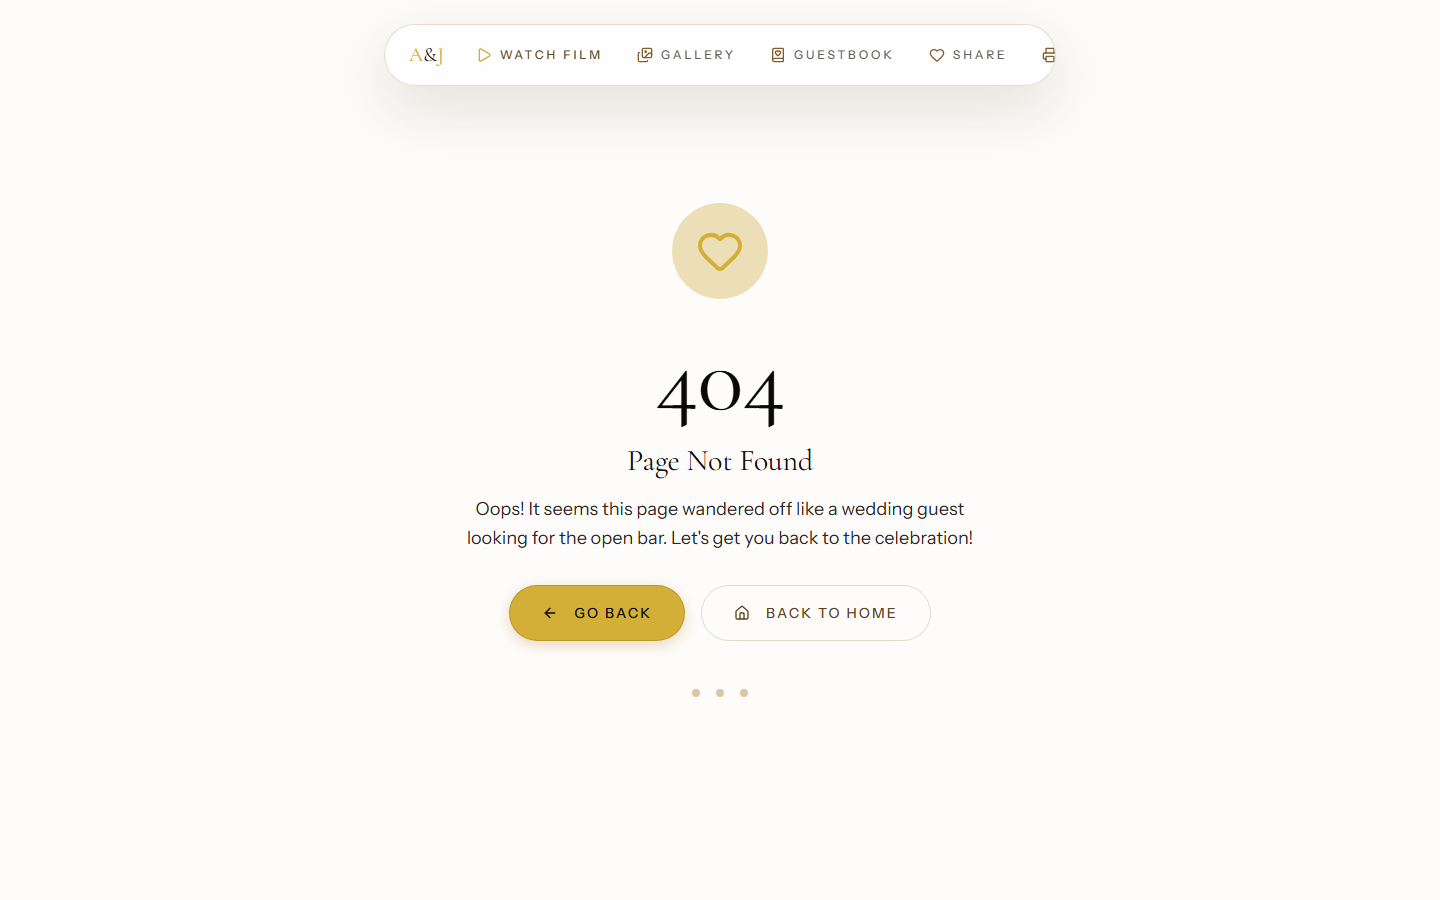 A&J
WATCH FILM
GALLERY
GUESTBOOK
SHARE
404
Page Not Found
Oops! It seems this page wandered off like a wedding guest
looking for the open bar. Let's get you back to the celebration!
GO BACK
BACK TO HOME